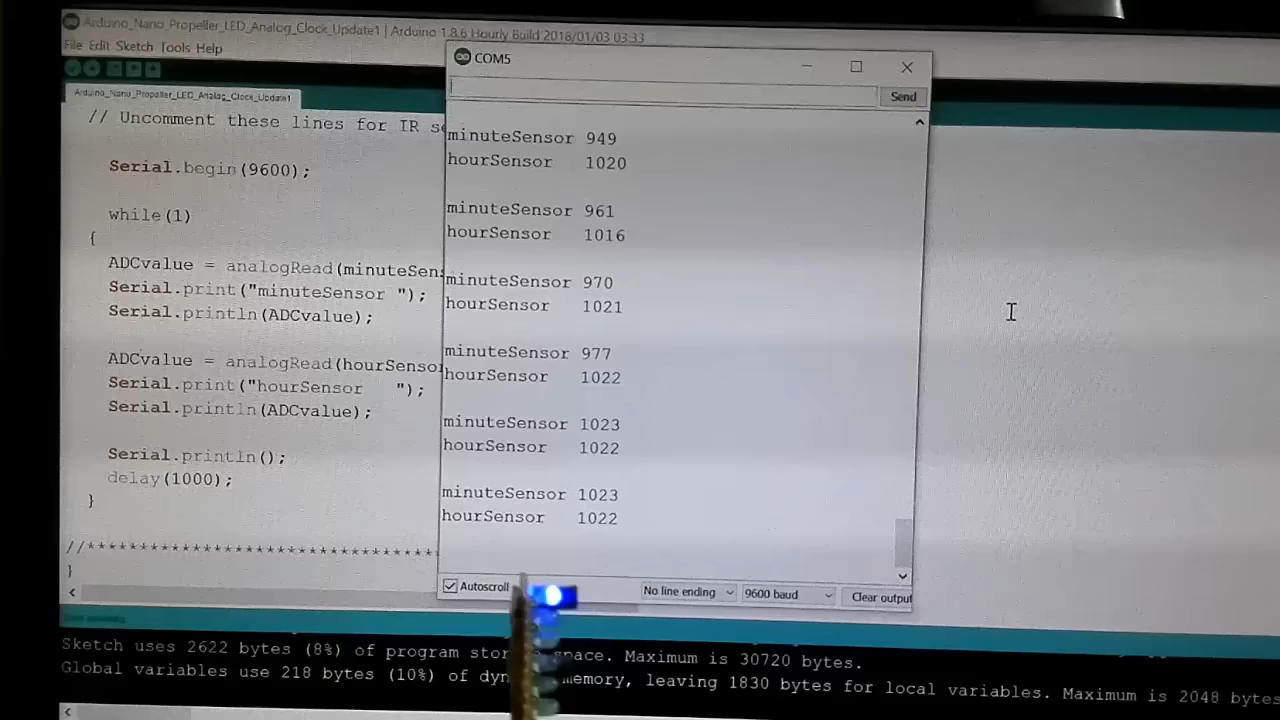 Arduino_Nano_Propeller_LED_Analog_Clock_Update1 | Arduino 1.8.6 Hourly Build 2018/01/03 03:33
File Edit Sketch Tools Help
Arduino_Nano_Propeller_LED_Analog_Clock_Update1
// Uncomment these lines for IR se
Serial.begin(9600);
while(1)
{
ADCvalue = analogRead(minuteSens
Serial.print("minuteSensor ");
Serial.println(ADCvalue);
ADCvalue = analogRead(hourSensor
Serial.print("hourSensor   ");
Serial.println(ADCvalue);
Serial.println();
delay(1000);
}
//**********************************
}
COM5
Send
minuteSensor 949
hourSensor   1020
minuteSensor 961
hourSensor   1016
minuteSensor 970
hourSensor   1021
minuteSensor 977
hourSensor   1022
minuteSensor 1023
hourSensor   1022
minuteSensor 1023
hourSensor   1022
Autoscroll
No line ending
9600 baud
Clear output
Sketch uses 2622 bytes (8%) of program space. Maximum is 30720 bytes.
Global variables use 218 bytes (10%) of memory, leaving 1830 bytes for local variables. Maximum is 2048 bytes